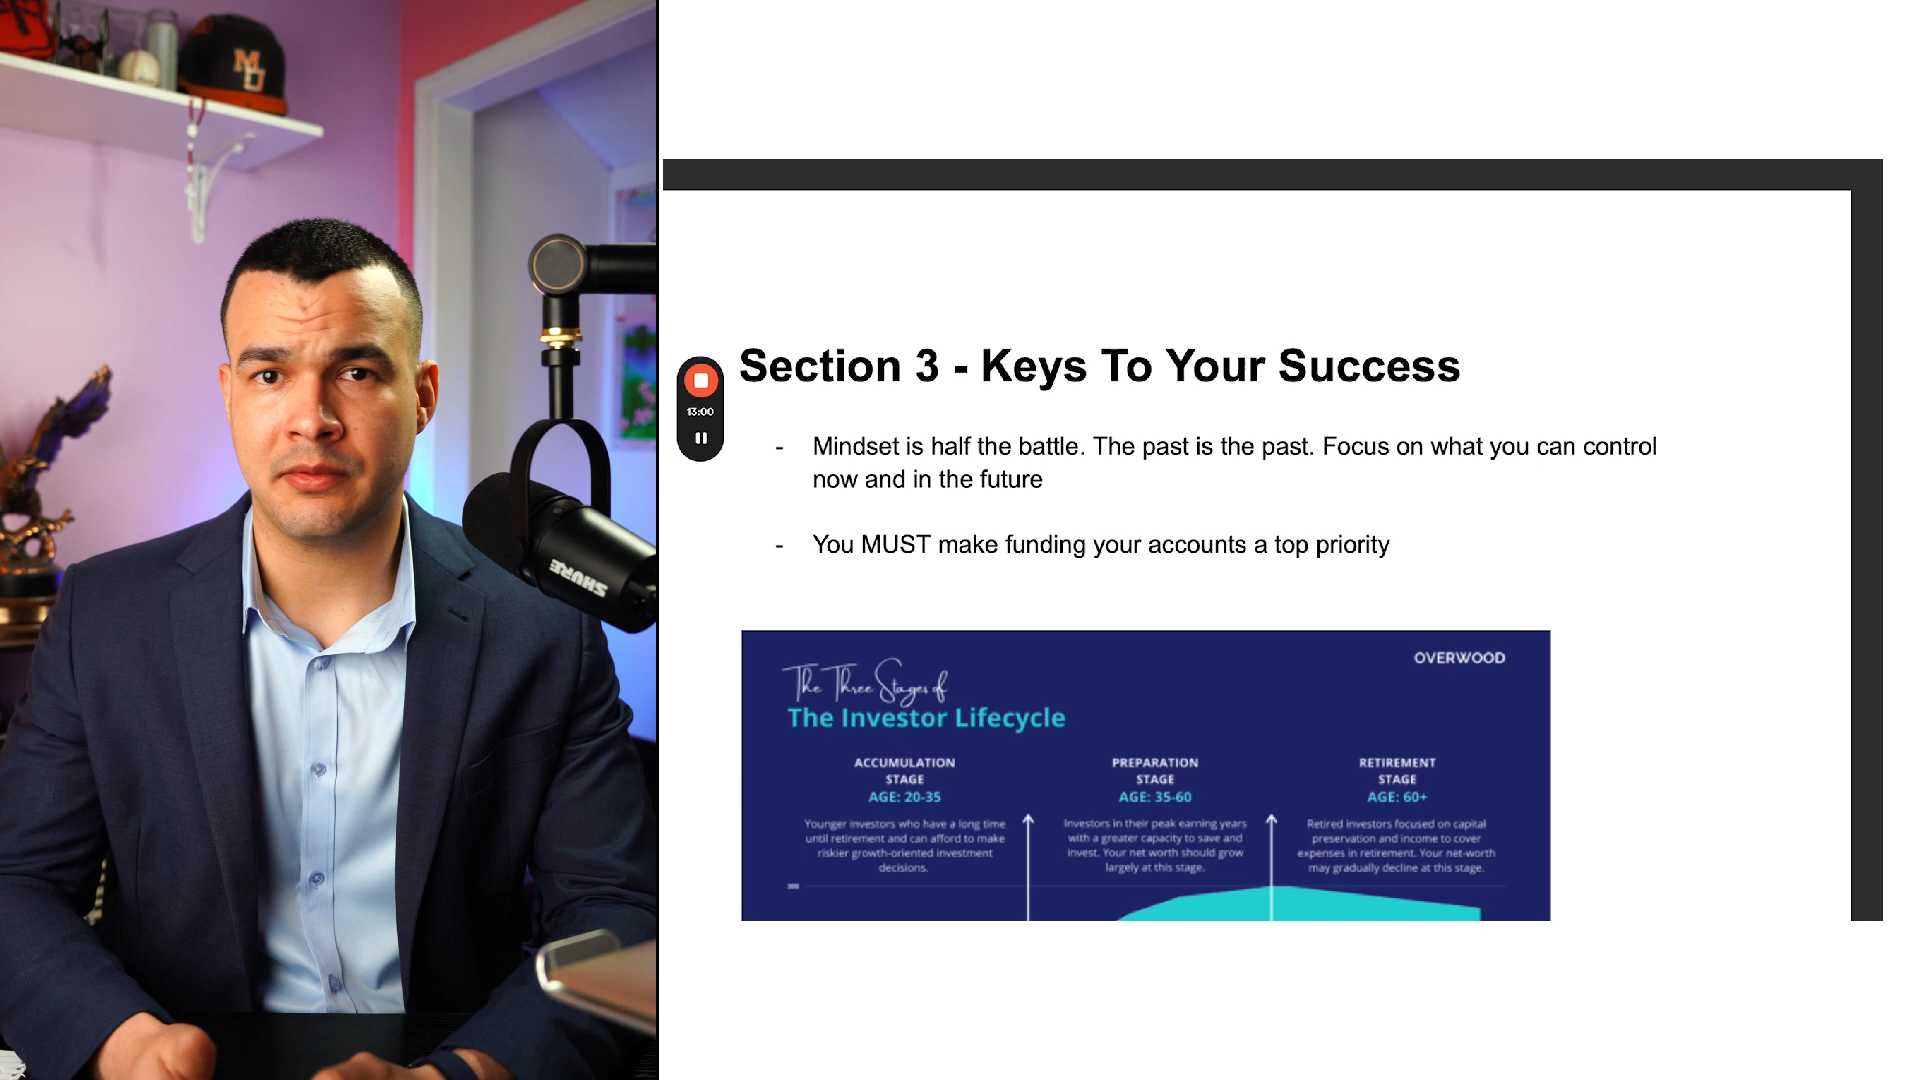 MU
SHURE
13:00
Section 3 - Keys To Your Success
- Mindset is half the battle. The past is the past. Focus on what you can control
now and in the future
- You MUST make funding your accounts a top priority
OVERWOOD
The Three Stages of
The Investor Lifecycle
ACCUMULATION
STAGE
AGE: 20-35
Younger investors who have a long time
until retirement and can afford to make
riskier growth-oriented investment
decisions.
PREPARATION
STAGE
AGE: 35-60
Investors in their peak earning years
with a greater capacity to save and
invest. Your net worth should grow
largely at this stage.
RETIREMENT
STAGE
AGE: 60+
Retired investors focused on capital
preservation and income to cover
expenses in retirement. Your net-worth
may gradually decline at this stage.